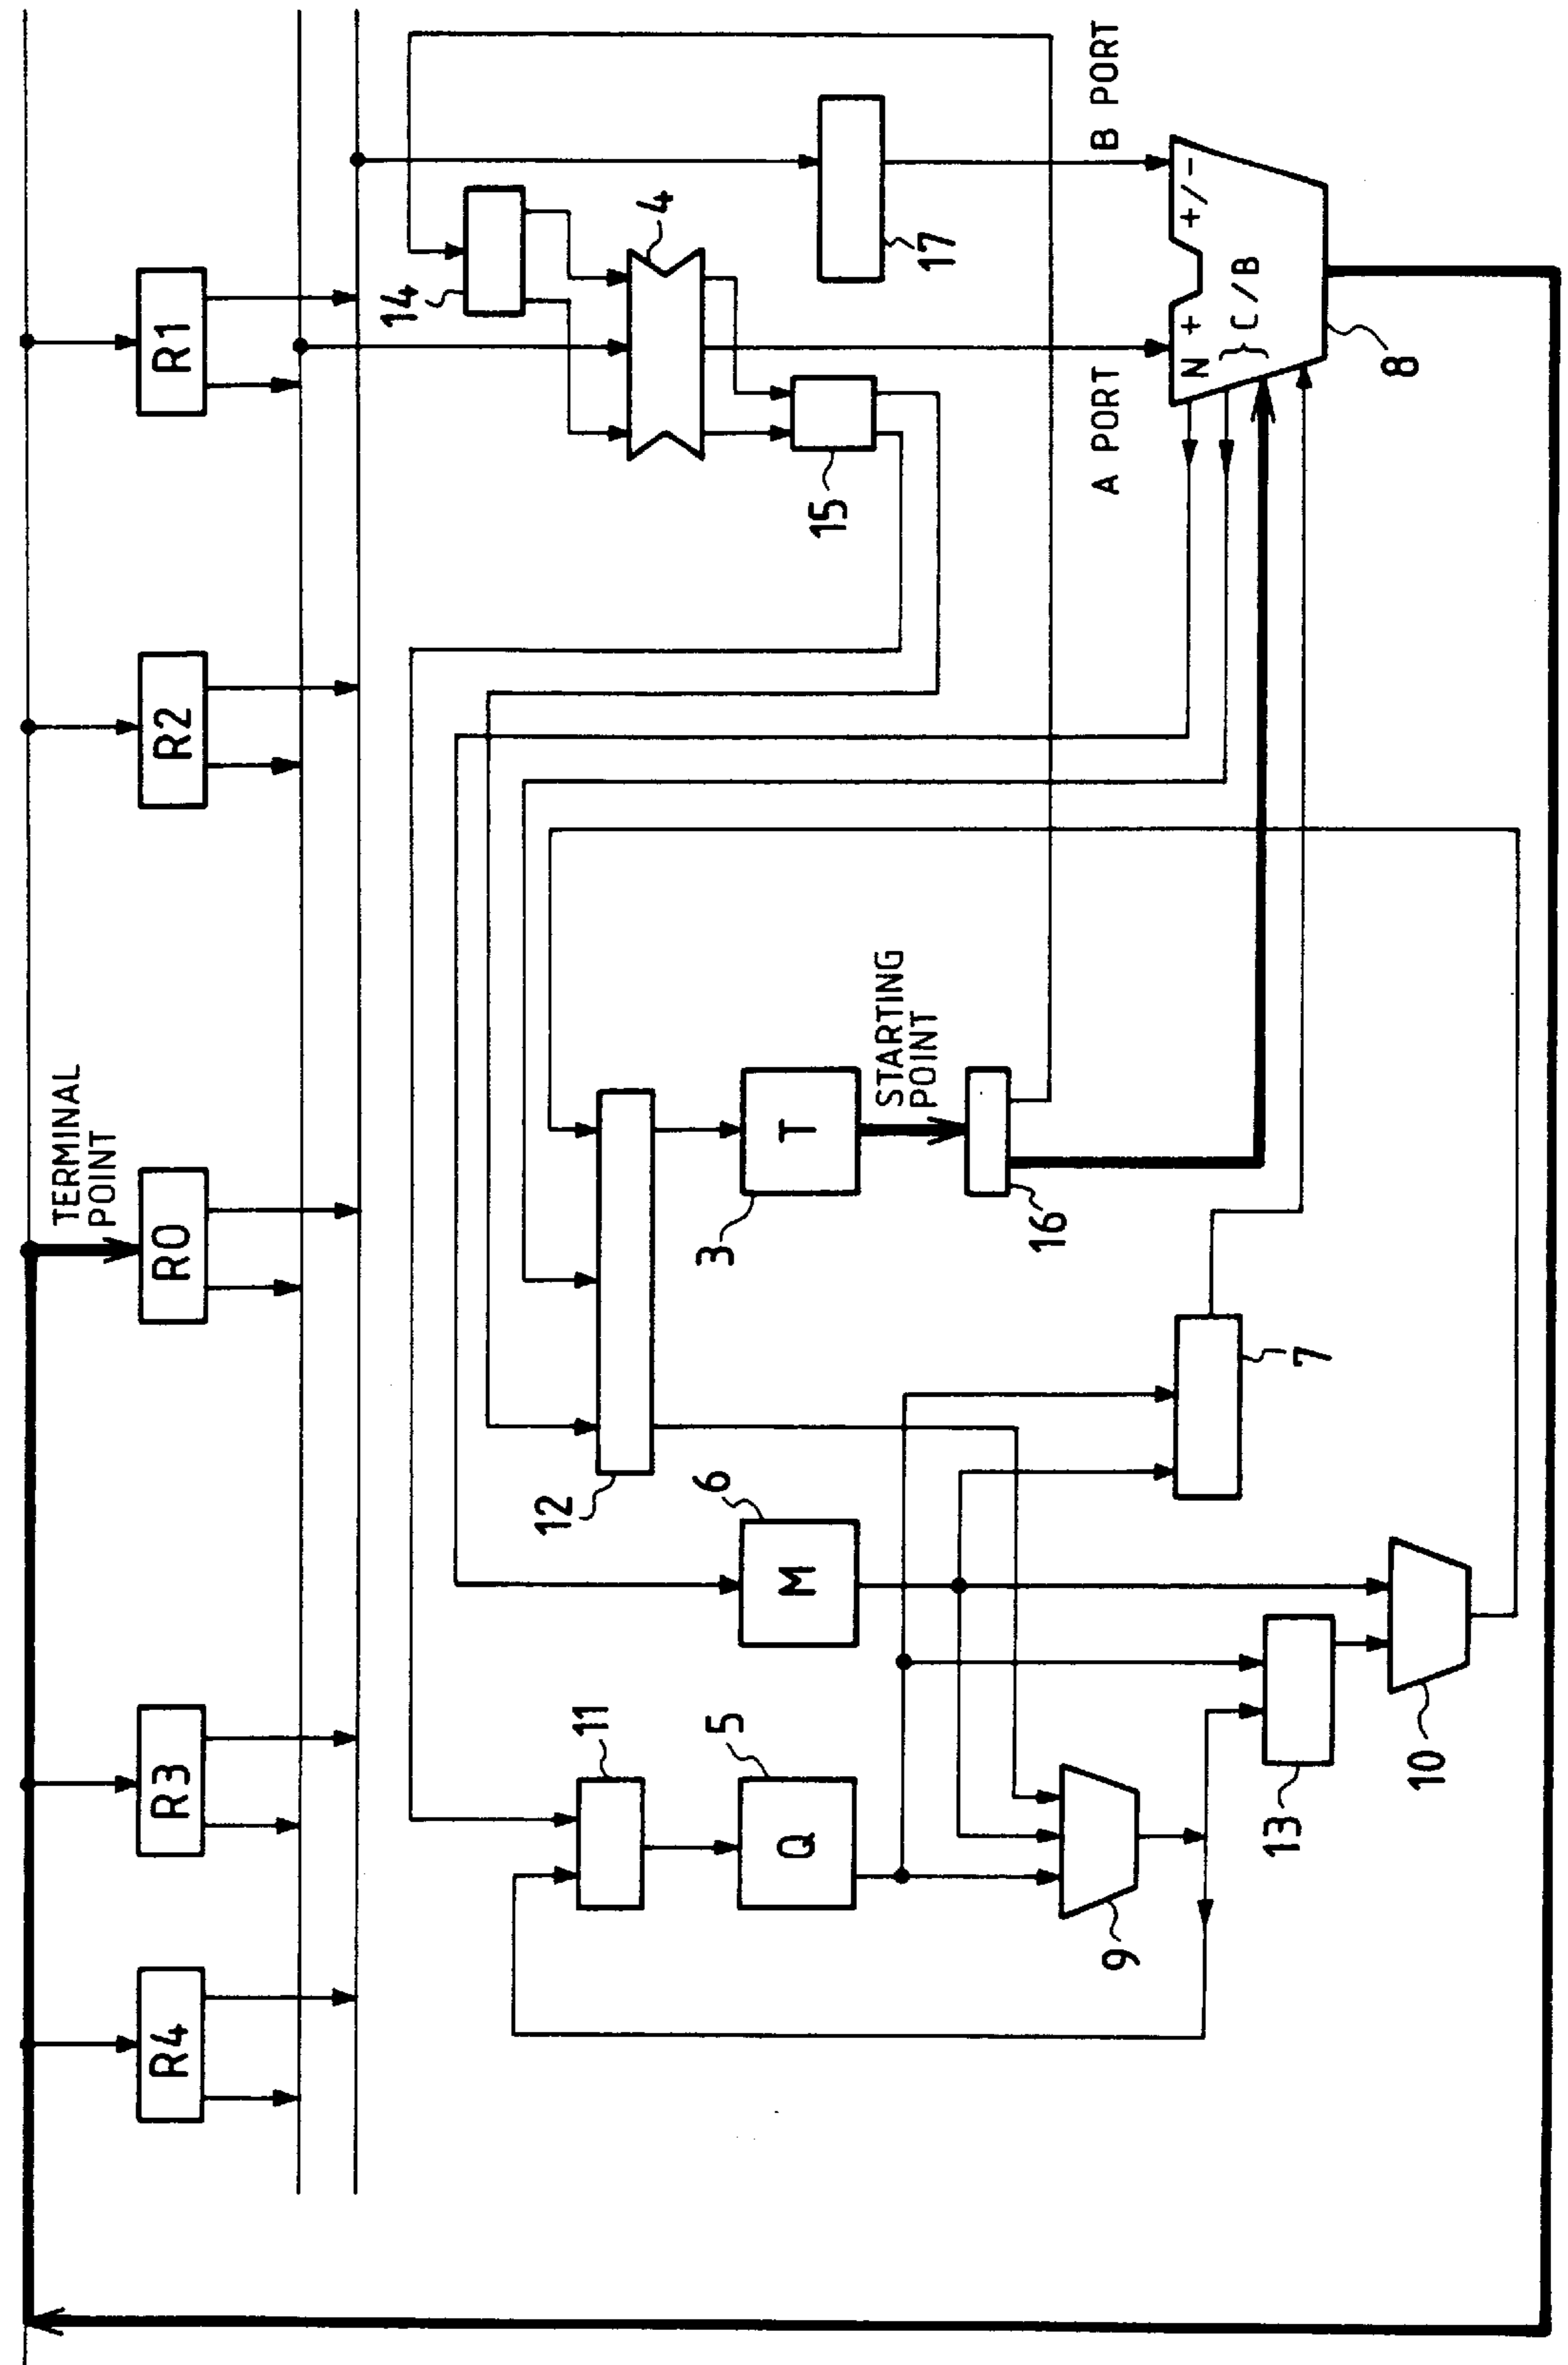 R4
R3
R0
R2
R1
TERMINAL
POINT
14
4
11
12
5
6
3
15
17
Q
M
T
STARTING
POINT
16
A PORT
B PORT
9
13
7
N + +/-
} C/B
10
8